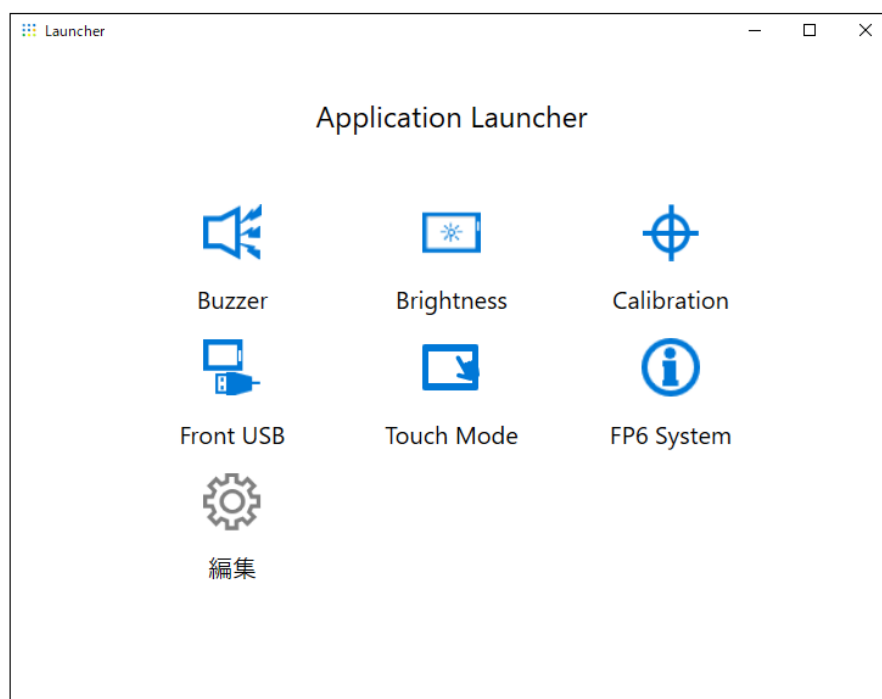 Launcher
Application Launcher
Buzzer
Brightness
Calibration
Front USB
Touch Mode
FP6 System
編集